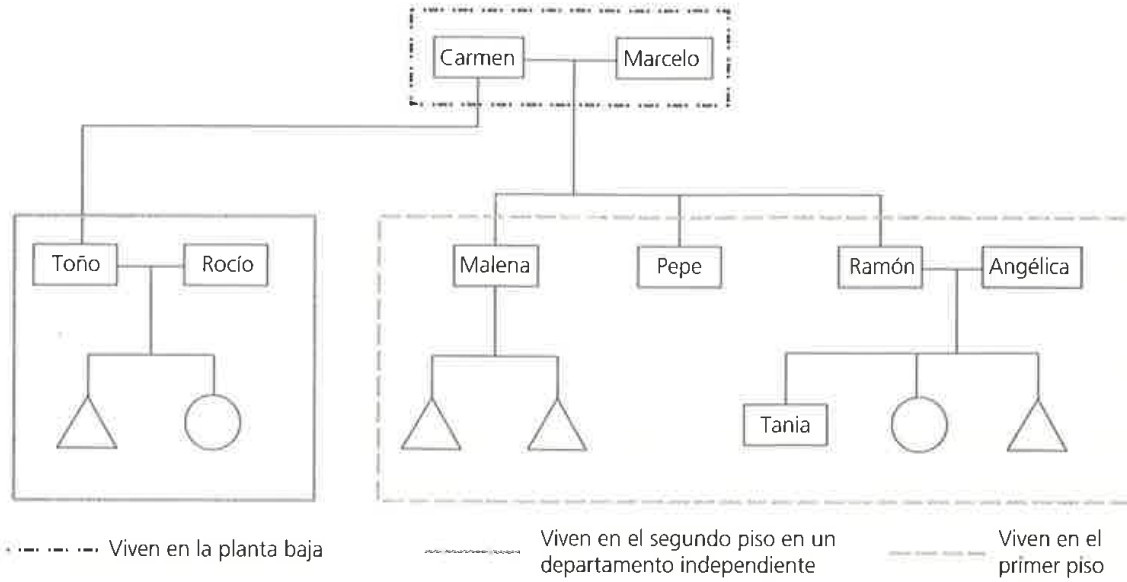 Carmen
Marcelo
Toño
Rocío
Malena
Pepe
Ramón
Angélica
Tania
Viven en la planta baja
Viven en el segundo piso en un
departamento independiente
Viven en el
primer piso